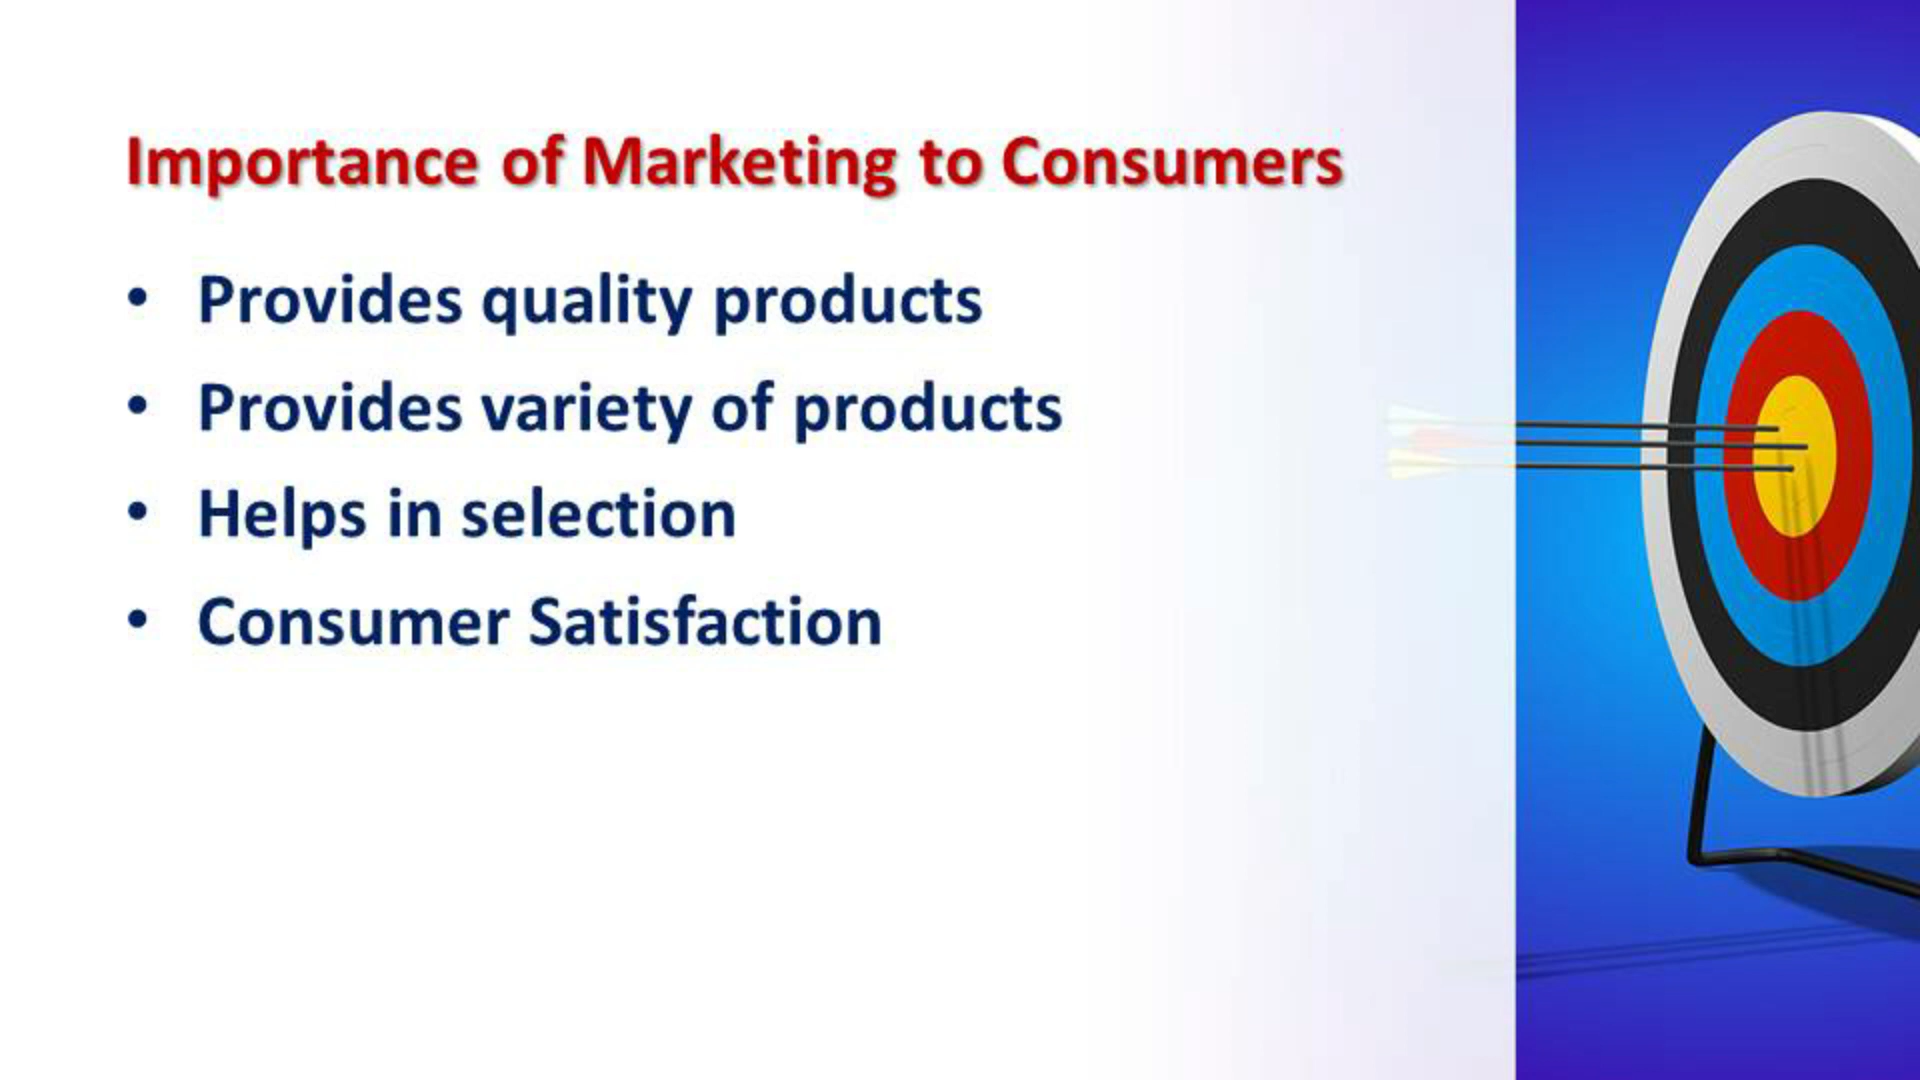 Importance of Marketing to Consumers
• Provides quality products
• Provides variety of products
• Helps in selection
• Consumer Satisfaction